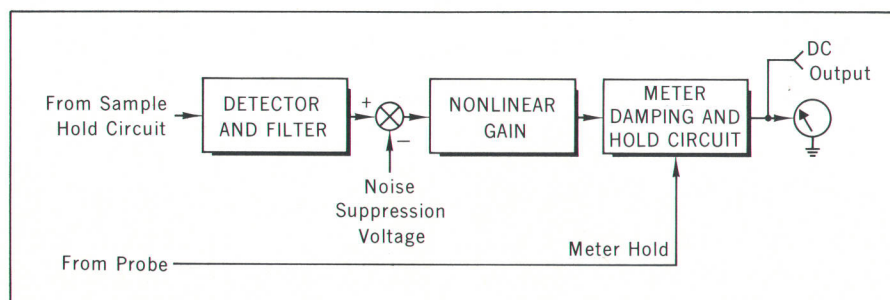 DC
Output
From Sample
Hold Circuit
DETECTOR
AND FILTER
+
−
NONLINEAR
GAIN
METER
DAMPING AND
HOLD CIRCUIT
Noise
Suppression
Voltage
Meter Hold
From Probe